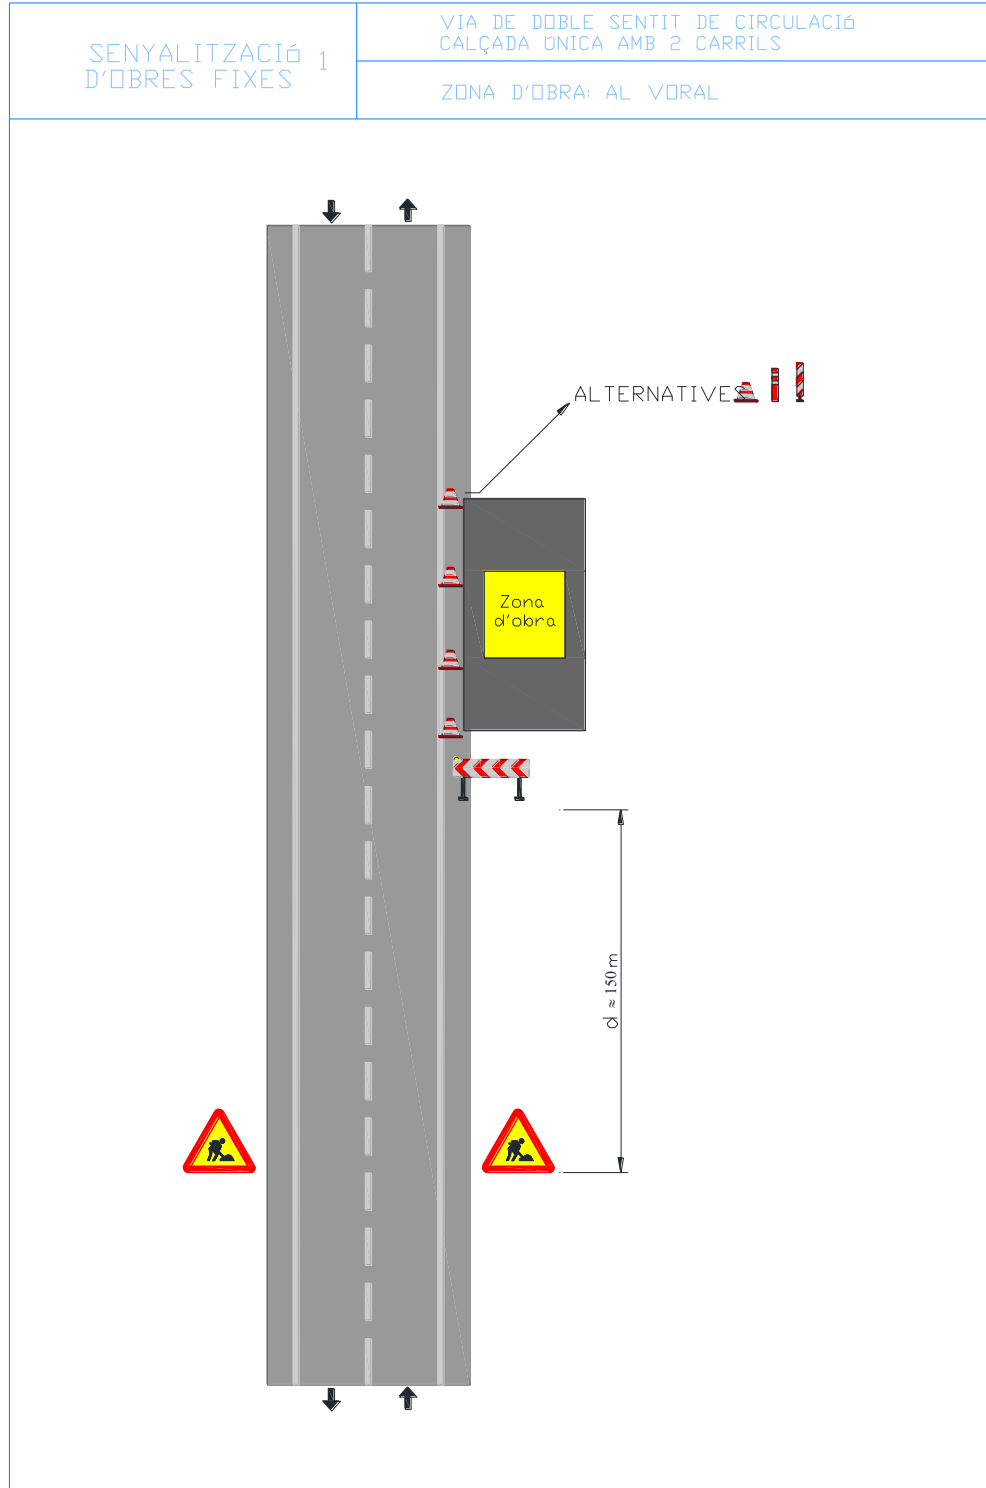 SENYALITZACIó 1
D'OBRES FIXES
VIA DE DOBLE SENTIT DE CIRCULACIó
CALÇADA ÚNICA AMB 2 CARRILS
ZONA D'OBRA: AL VORAL
ALTERNATIVES
Zona
d'obra
d ≈ 150 m